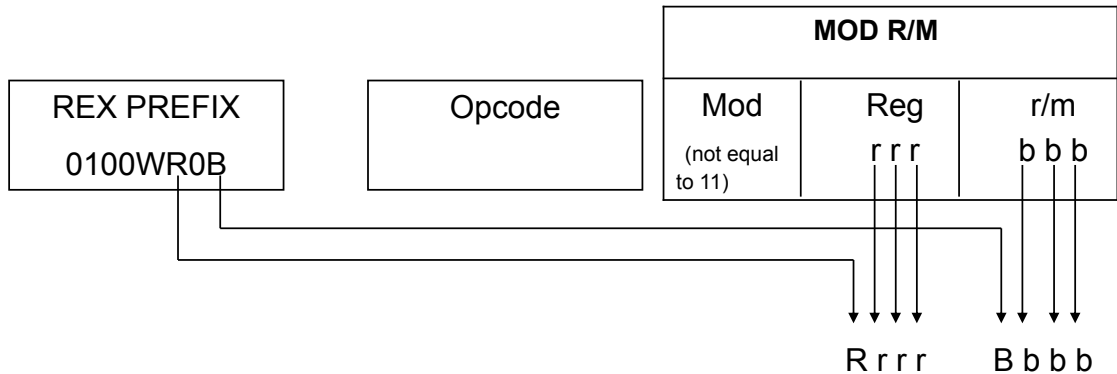 MOD R/M
REX PREFIX
0100WR0B
Opcode
Mod
(not equal
to 11)
Reg
r r r
r/m
b b b
R r r r
B b b b